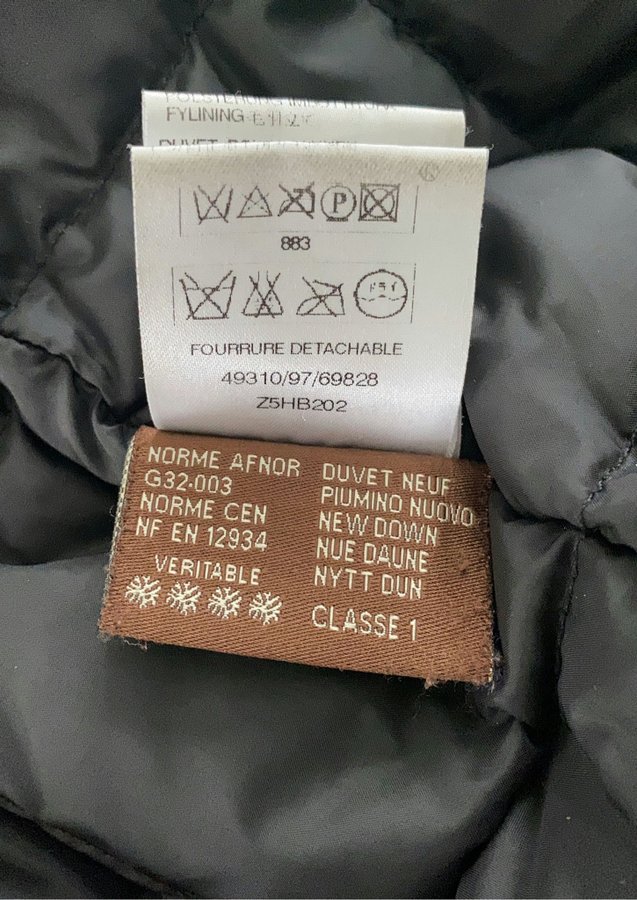 FYLINING
883
FOURRURE DETACHABLE
49310/97/69828
Z5HB202
NORME AFNOR
G32-003
NORME CEN
NF EN 12934
VERITABLE
DUVET NEUF
PIUMINO NUOVO
NEW DOWN
NUE DAUNE
NYTT DUN
CLASSE 1